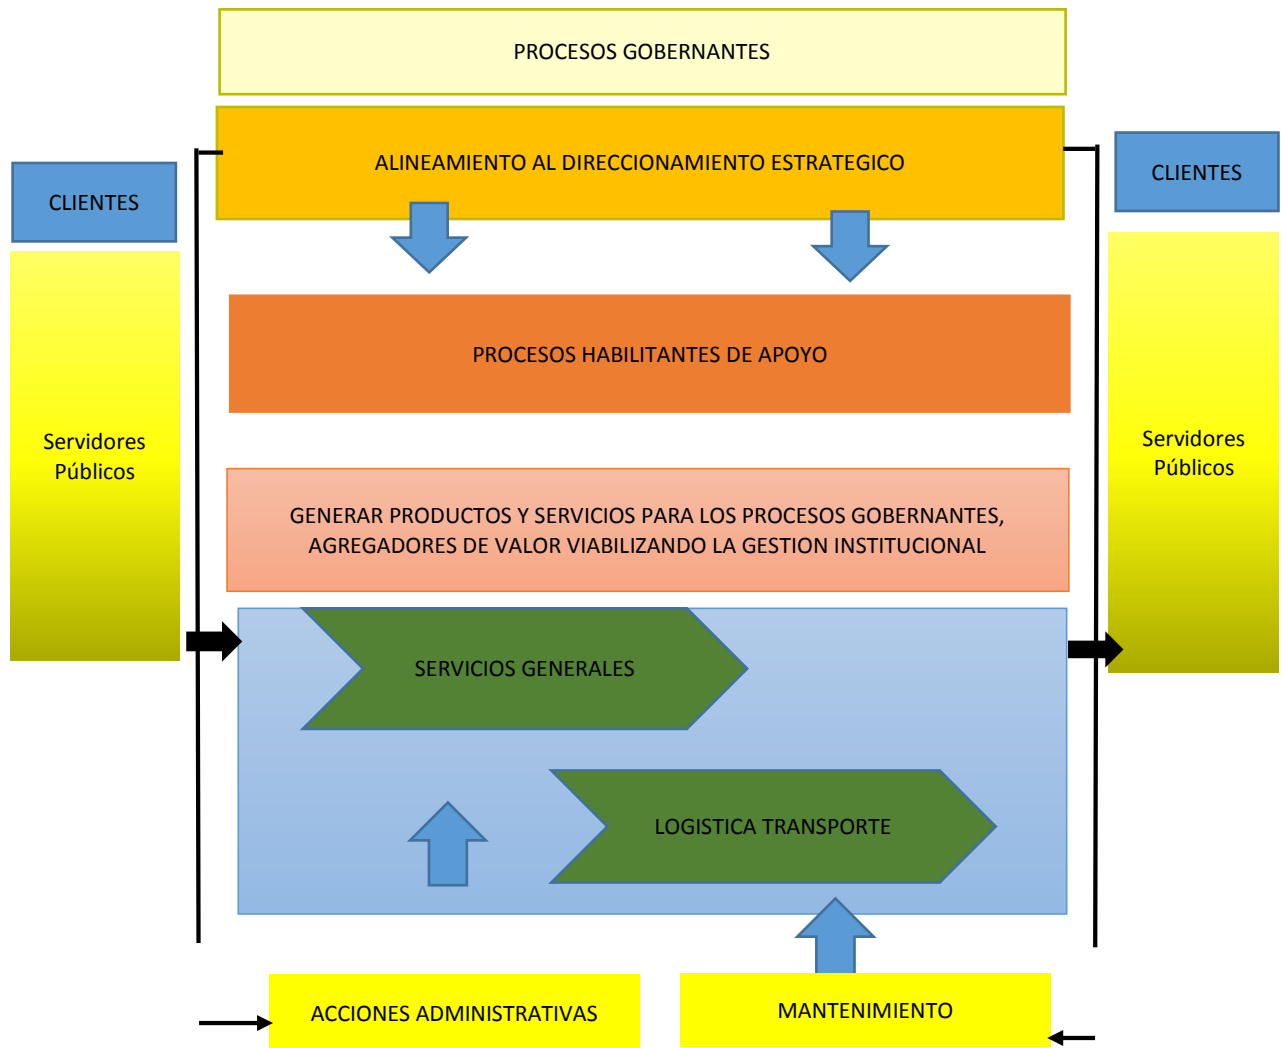 PROCESOS GOBERNANTES
ALINEAMIENTO AL DIRECCIONAMIENTO ESTRATEGICO
CLIENTES
CLIENTES
PROCESOS HABILITANTES DE APOYO
Servidores
Públicos
Servidores
Públicos
GENERAR PRODUCTOS Y SERVICIOS PARA LOS PROCESOS GOBERNANTES,
AGREGADORES DE VALOR VIABILIZANDO LA GESTION INSTITUCIONAL
SERVICIOS GENERALES
LOGISTICA TRANSPORTE
ACCIONES ADMINISTRATIVAS
MANTENIMIENTO